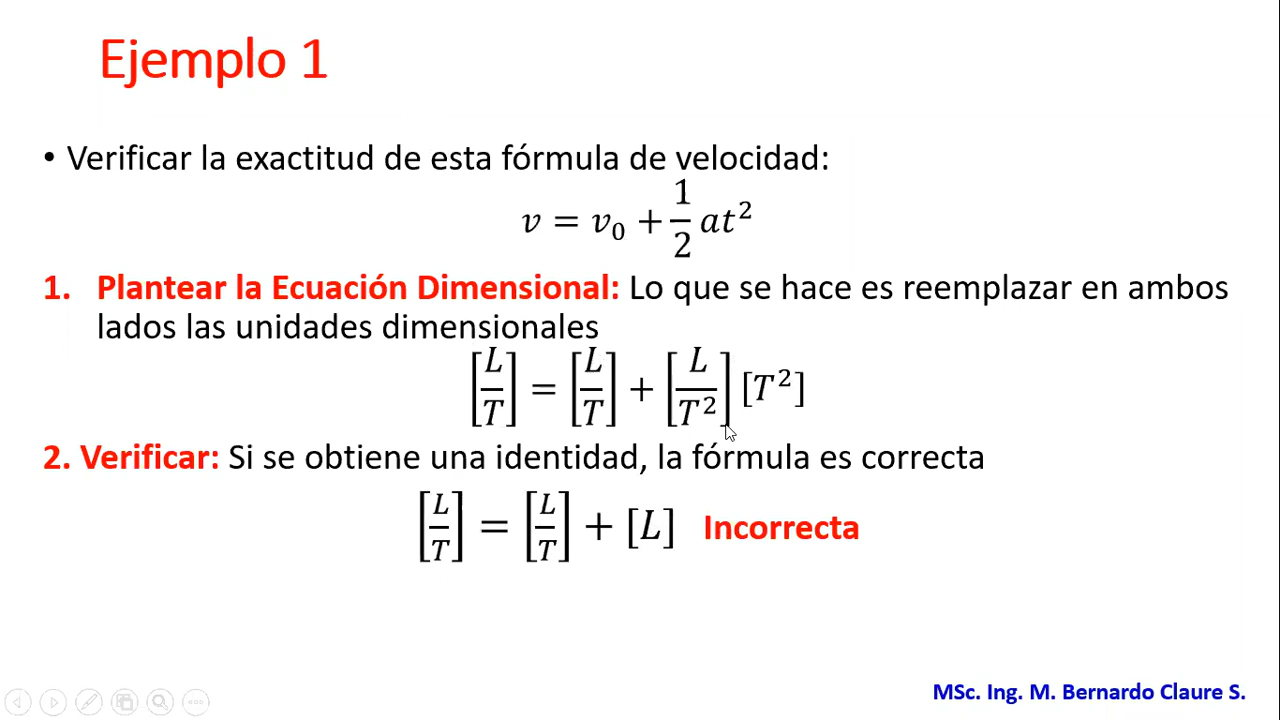 Ejemplo 1
• Verificar la exactitud de esta fórmula de velocidad:
v = v₀ + 1/2 at²
1. Plantear la Ecuación Dimensional: Lo que se hace es reemplazar en ambos
lados las unidades dimensionales
[L/T] = [L/T] + [L/T²] [T²]
2. Verificar: Si se obtiene una identidad, la fórmula es correcta
[L/T] = [L/T] + [L] Incorrecta
MSc. Ing. M. Bernardo Claure S.